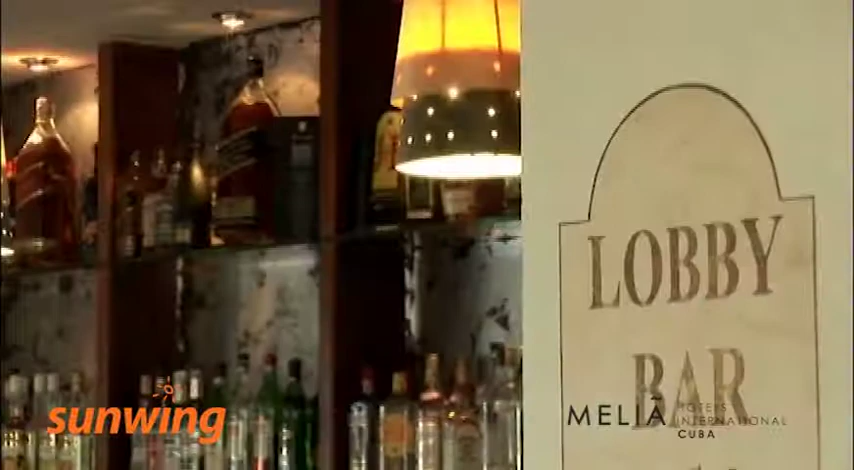 LOBBY
BAR
sunwing
MELIÃ HOTELS
INTERNATIONAL
CUBA